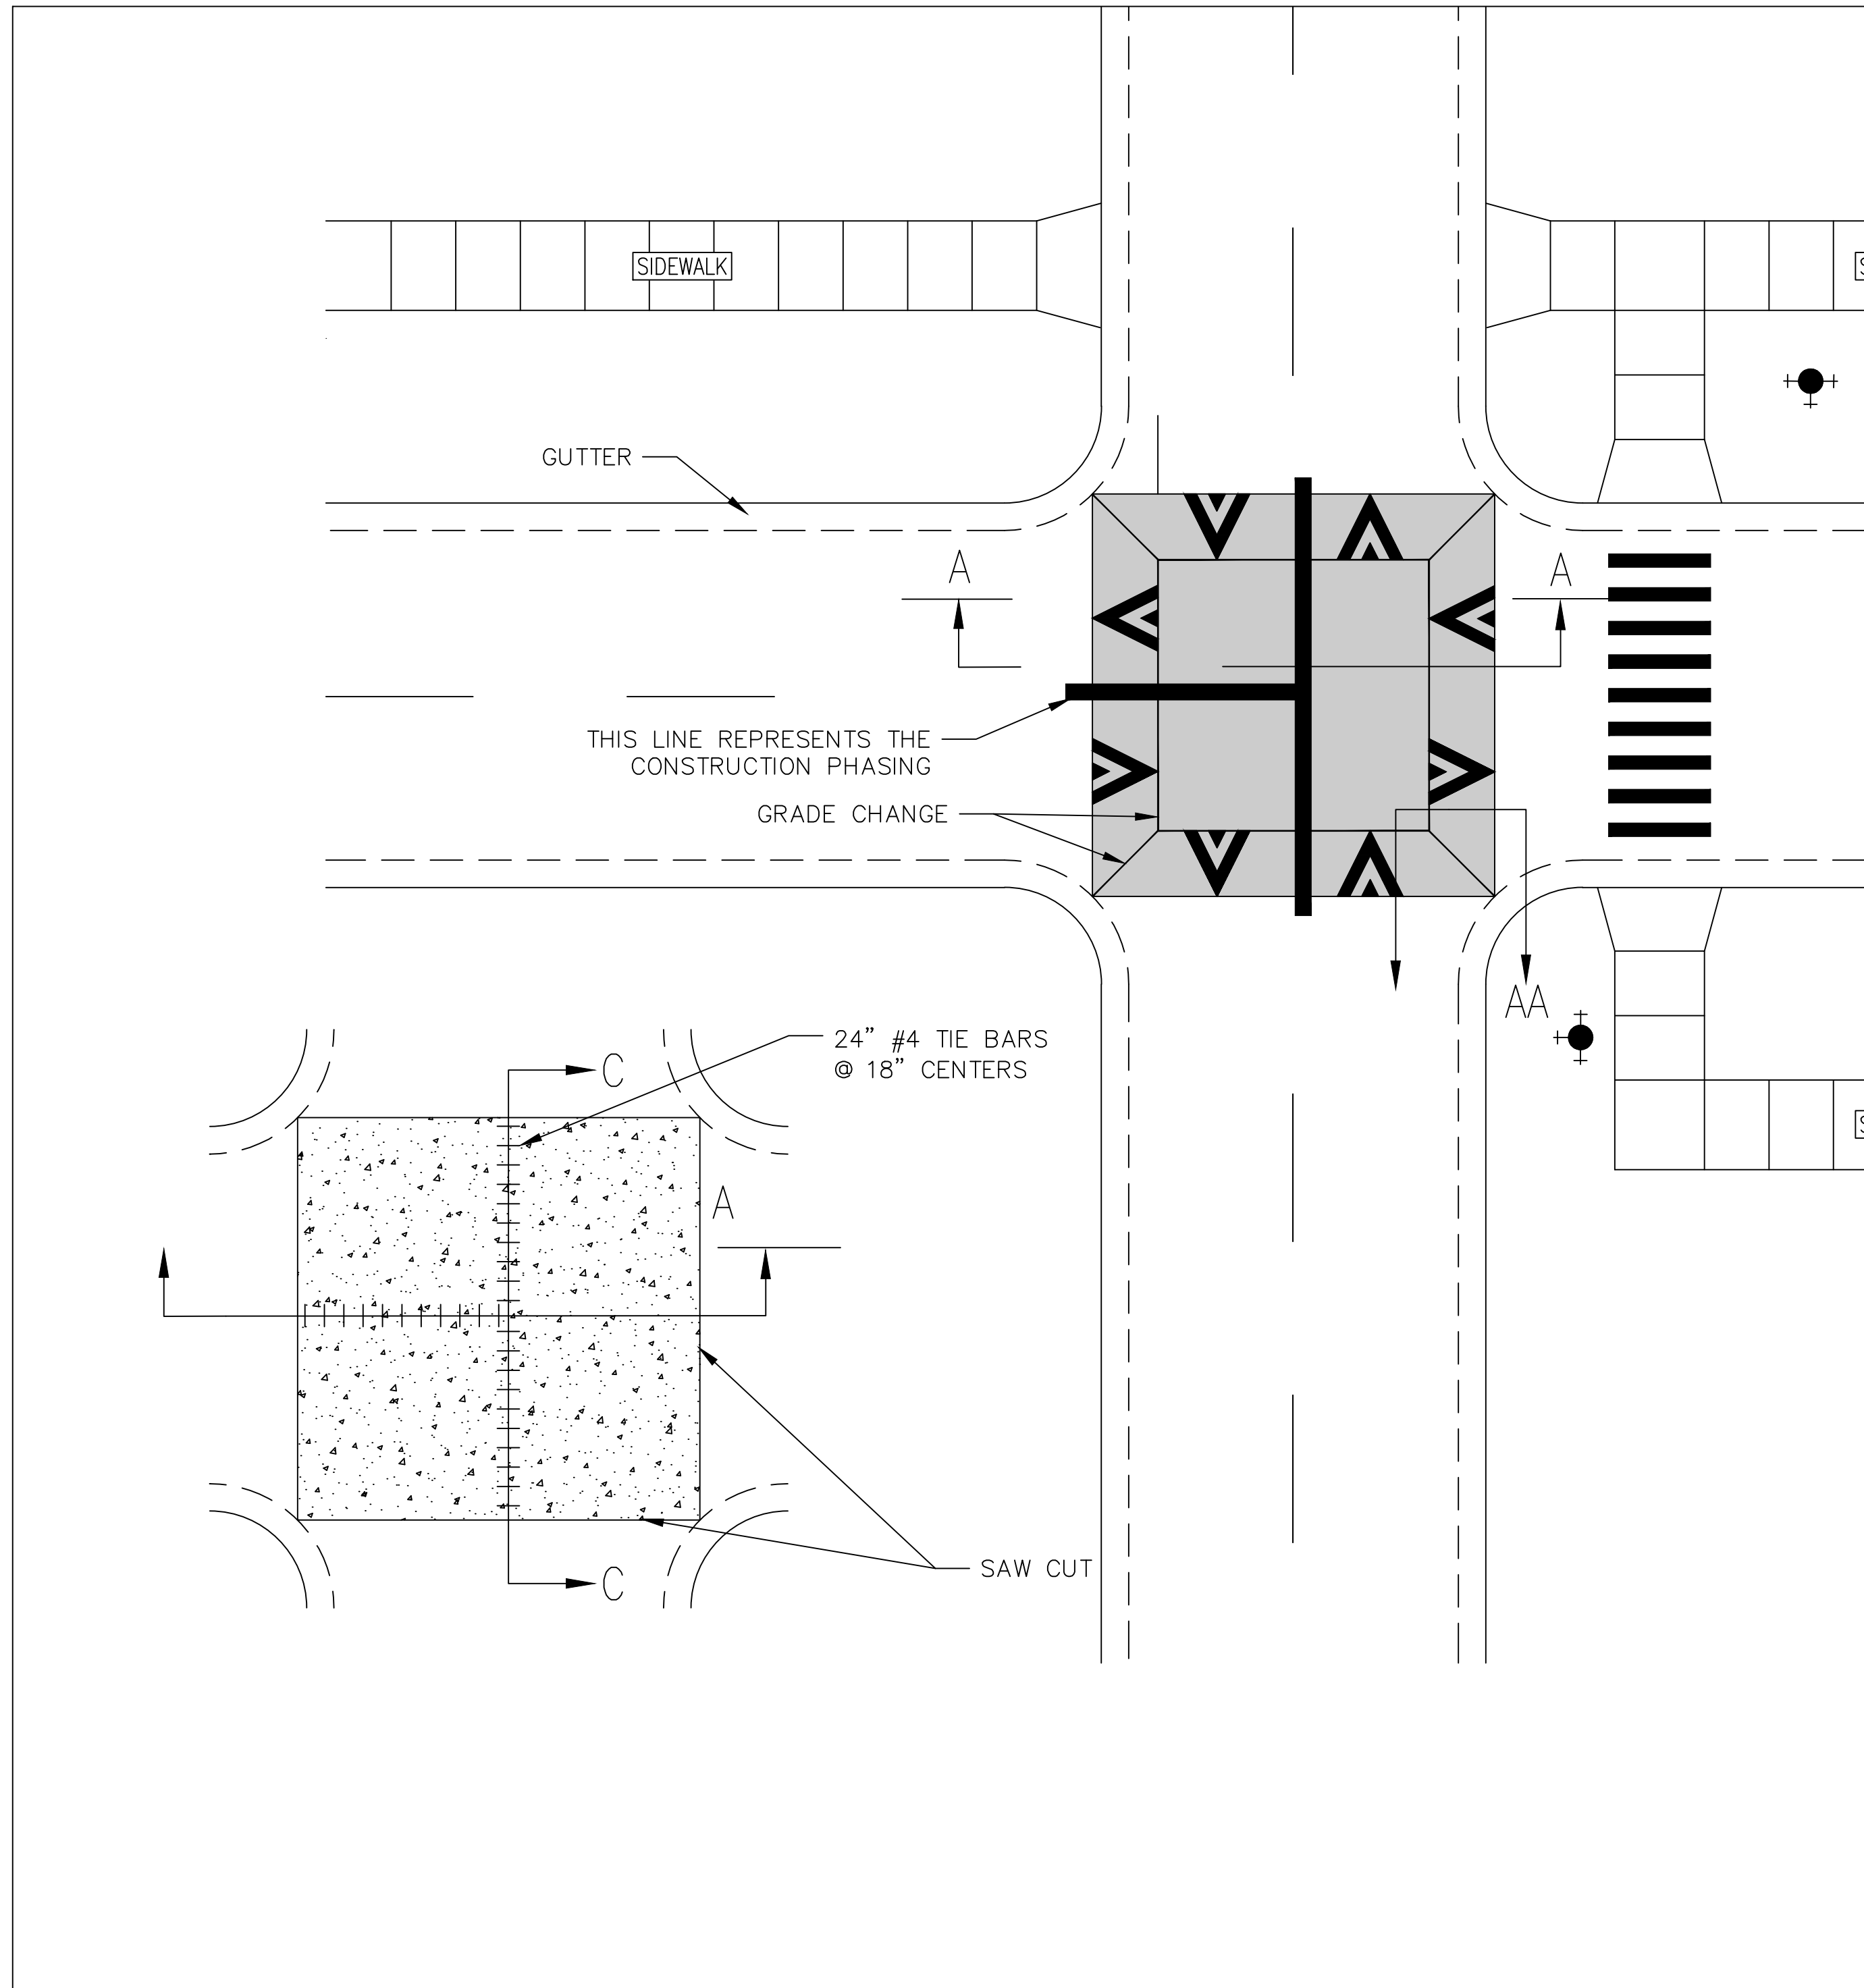 SIDEWALK
S
GUTTER
A
A
THIS LINE REPRESENTS THE
CONSTRUCTION PHASING
GRADE CHANGE
AA
24” #4 TIE BARS
@ 18” CENTERS
C
A
S
SAW CUT
C